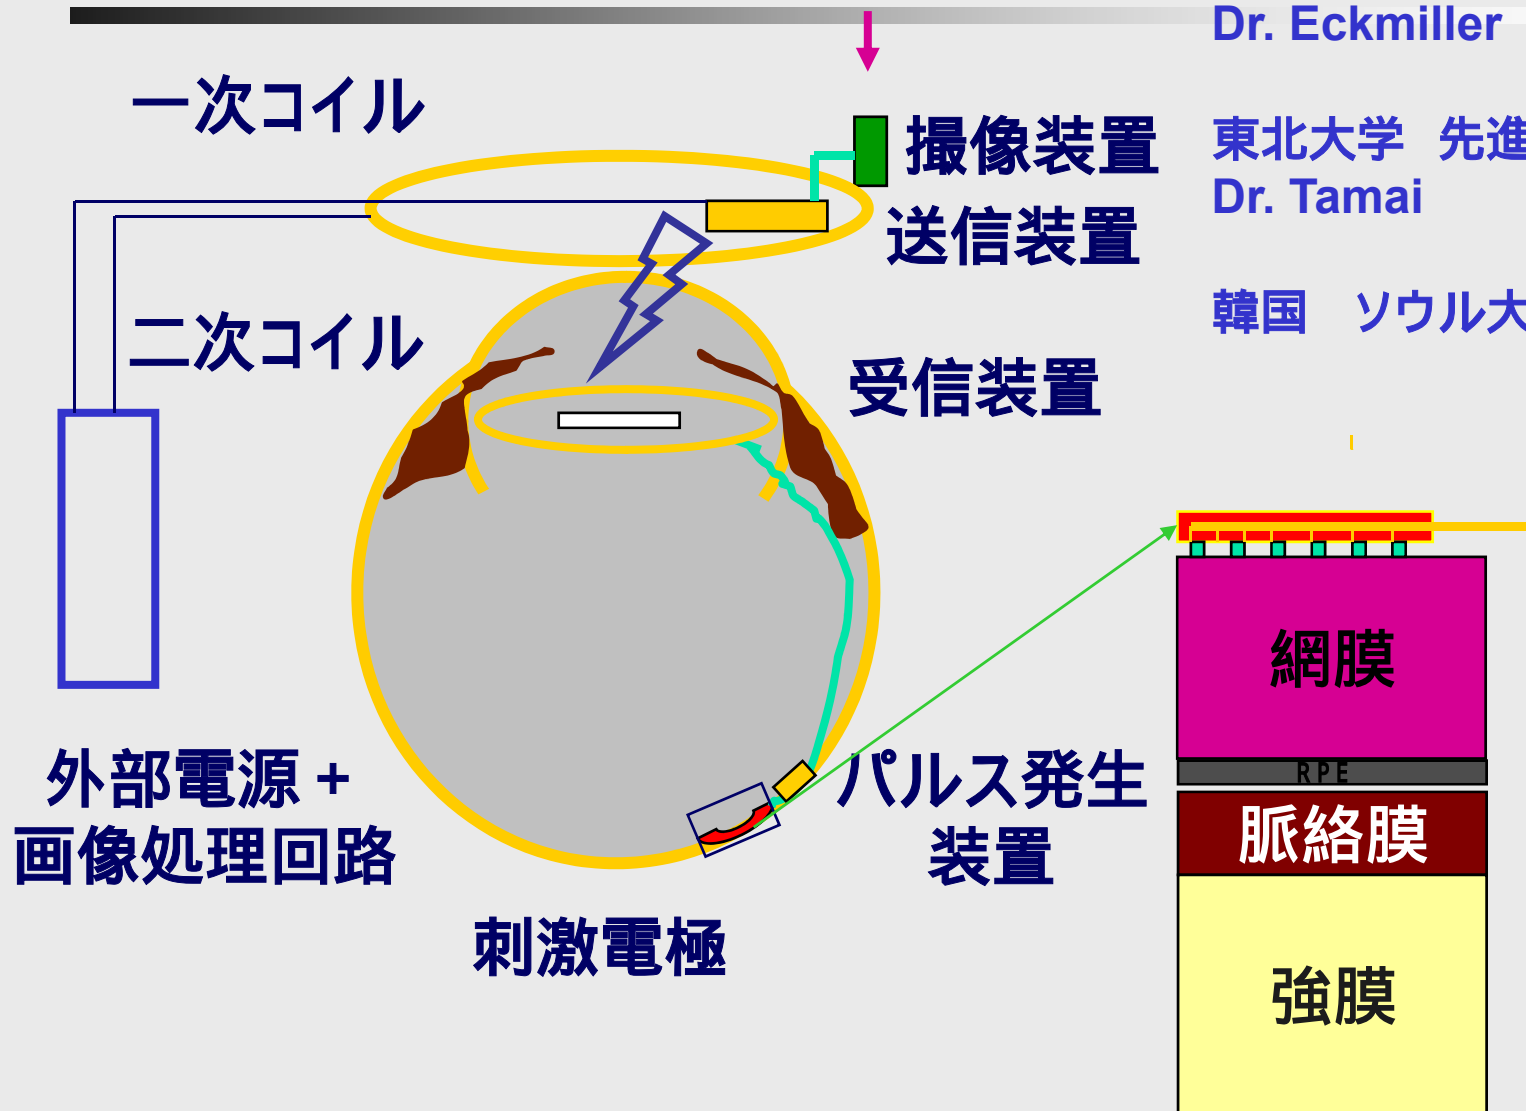 Dr. Eckmiller
一次コイル
撮像装置
東北大学 先進
Dr. Tamai
送信装置
二次コイル
韓国 ソウル大
受信装置
網膜
RPE
外部電源+
画像処理回路
パルス発生
装置
脈絡膜
刺激電極
強膜